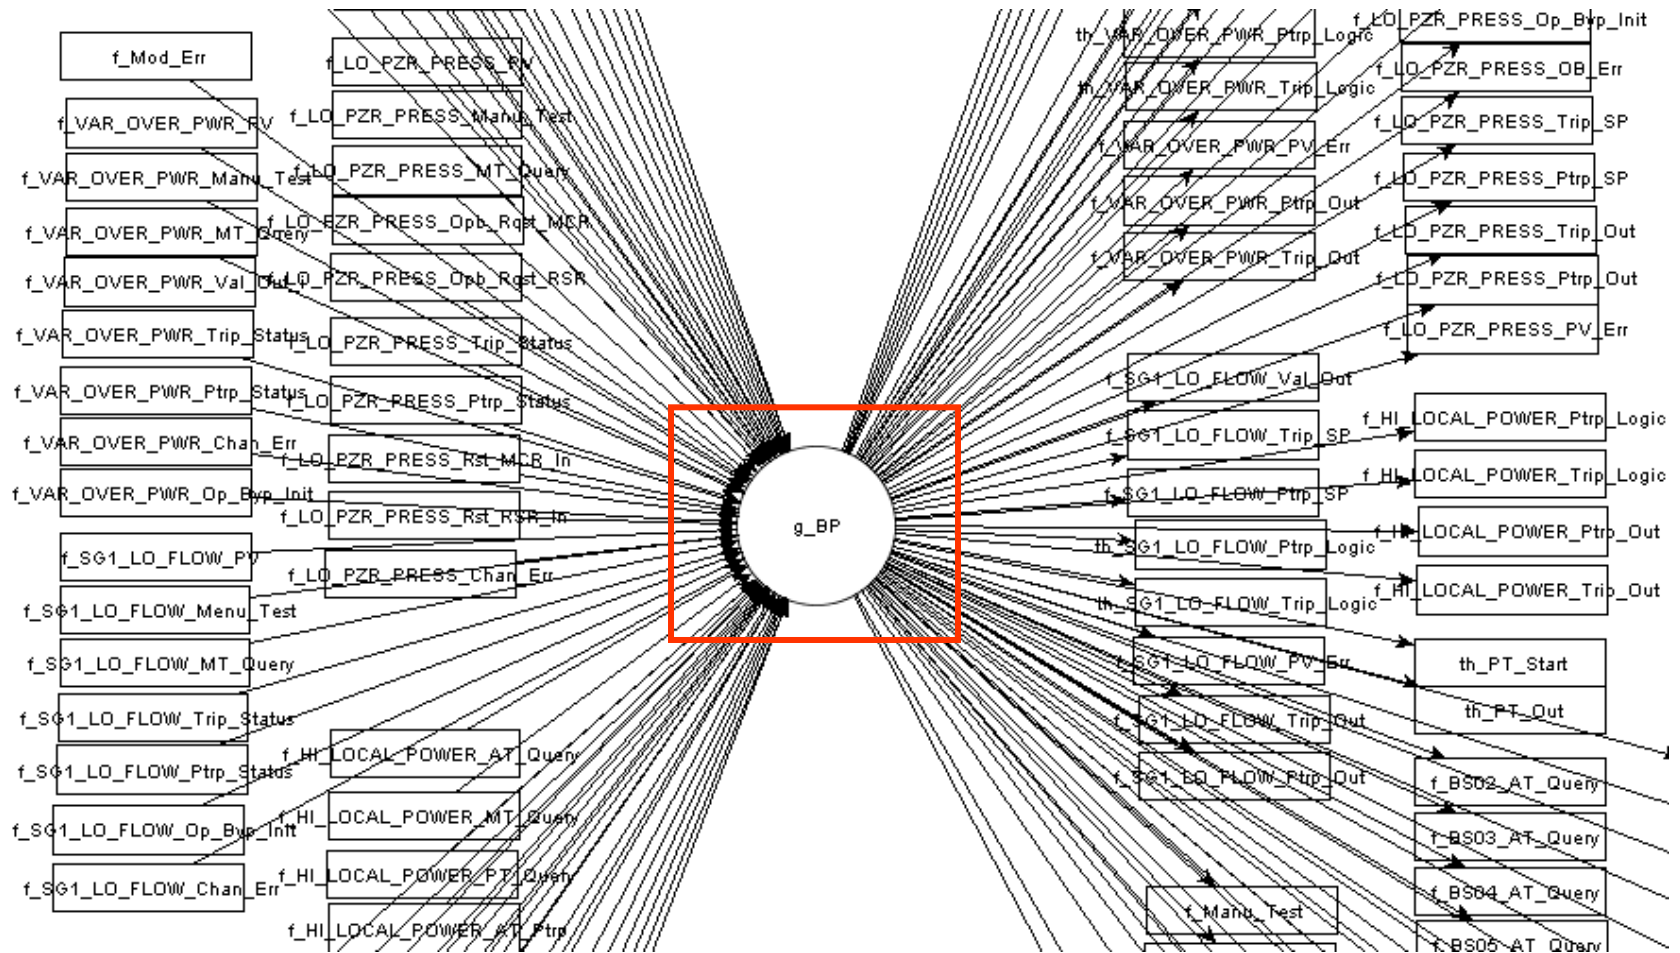 f_Mod_Err
f_VAR_OVER_PWR_PV
f_VAR_OVER_PWR_Manu_Test
f_VAR_OVER_PWR_MT_Query
f_VAR_OVER_PWR_Val_Out
f_VAR_OVER_PWR_Trip_Status
f_VAR_OVER_PWR_Ptrp_Status
f_VAR_OVER_PWR_Chan_Err
f_VAR_OVER_PWR_Op_Byp_Init
f_SG1_LO_FLOW_PV
f_SG1_LO_FLOW_Menu_Test
f_SG1_LO_FLOW_MT_Query
f_SG1_LO_FLOW_Trip_Status
f_SG1_LO_FLOW_Ptrp_Status
f_SG1_LO_FLOW_Op_Byp_Init
f_SG1_LO_FLOW_Chan_Err
f_LO_PZR_PRESS_PV
f_LO_PZR_PRESS_Manu_Test
f_LO_PZR_PRESS_MT_Query
f_LO_PZR_PRESS_Opb_Rqst_MCR
f_LO_PZR_PRESS_Opb_Rqst_RSR
f_LO_PZR_PRESS_Trip_Status
f_LO_PZR_PRESS_Ptrp_Status
f_LO_PZR_PRESS_Rst_MCR_In
f_LO_PZR_PRESS_Rst_RSR_In
f_LO_PZR_PRESS_Chan_Err
f_HI_LOCAL_POWER_AT_Query
f_HI_LOCAL_POWER_MT_Query
f_HI_LOCAL_POWER_PT_Query
f_HI_LOCAL_POWER_AT_Ptrp
g_BP
th_VAR_OVER_PWR_Ptrp_Logic
th_VAR_OVER_PWR_Trip_Logic
f_VAR_OVER_PWR_PV_Err
f_VAR_OVER_PWR_Ptrp_Out
f_VAR_OVER_PWR_Trip_Out
f_SG1_LO_FLOW_Val_Out
f_SG1_LO_FLOW_Trip_SP
f_SG1_LO_FLOW_Ptrp_SP
th_SG1_LO_FLOW_Ptrp_Logic
th_SG1_LO_FLOW_Trip_Logic
f_SG1_LO_FLOW_PV_Err
f_SG1_LO_FLOW_Trip_Out
f_SG1_LO_FLOW_Ptrp_Out
f_Manu_Test
f_LO_PZR_PRESS_Op_Byp_Init
f_LO_PZR_PRESS_OB_Err
f_LO_PZR_PRESS_Trip_SP
f_LO_PZR_PRESS_Ptrp_SP
f_LO_PZR_PRESS_Trip_Out
f_LO_PZR_PRESS_Ptrp_Out
f_LO_PZR_PRESS_PV_Err
f_HI_LOCAL_POWER_Ptrp_Logic
f_HI_LOCAL_POWER_Trip_Logic
f_HI_LOCAL_POWER_Ptrp_Out
f_HI_LOCAL_POWER_Trip_Out
th_PT_Start
th_PT_Out
f_BS02_AT_Query
f_BS03_AT_Query
f_BS04_AT_Query
f_BS05_AT_Query